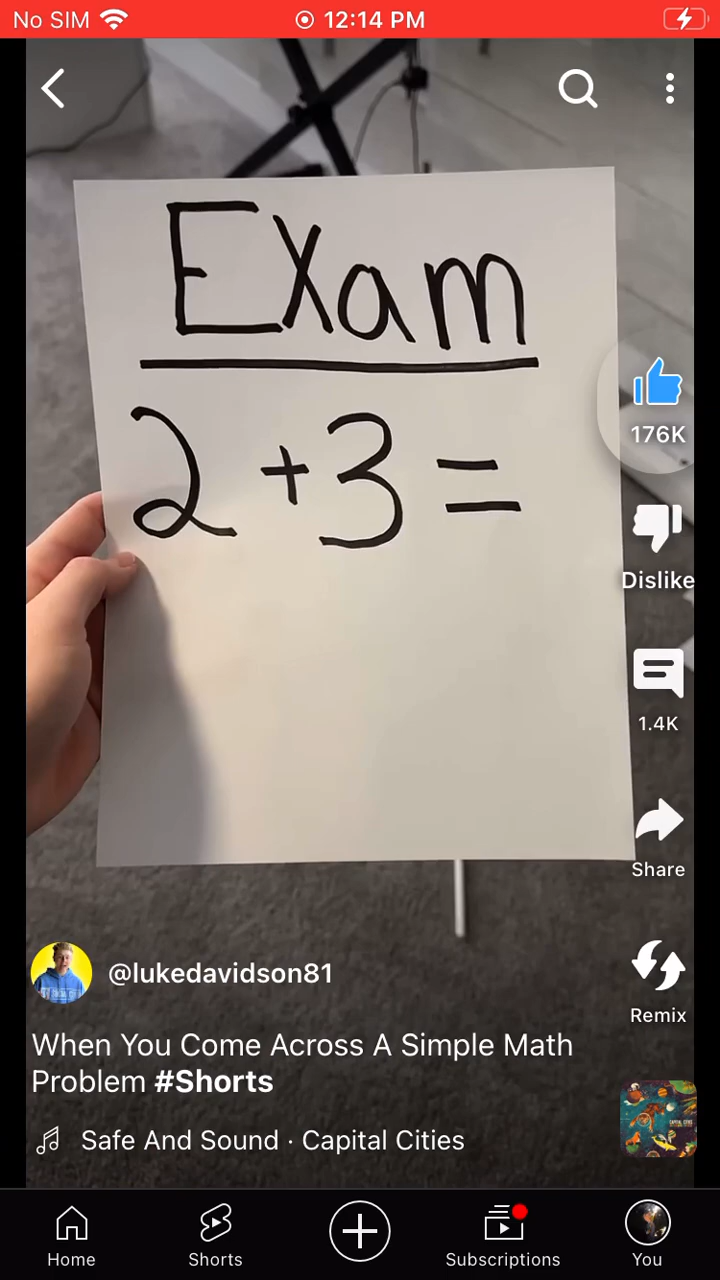 No SIM 12:14 PM
Exam
2 + 3 =
176K
Dislike
1.4K
Share
@lukedavidson81
Remix
When You Come Across A Simple Math
Problem #Shorts
Safe And Sound · Capital Cities
Home Shorts Subscriptions You